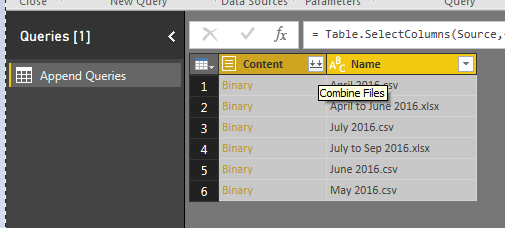 Close New Query Data Sources Parameters Query
Queries [1]
fx = Table.SelectColumns(Source,
Append Queries
Content ABC Name
Combine Files
1 Binary April 2016.csv
2 Binary April to June 2016.xlsx
3 Binary July 2016.csv
4 Binary July to Sep 2016.xlsx
5 Binary June 2016.csv
6 Binary May 2016.csv